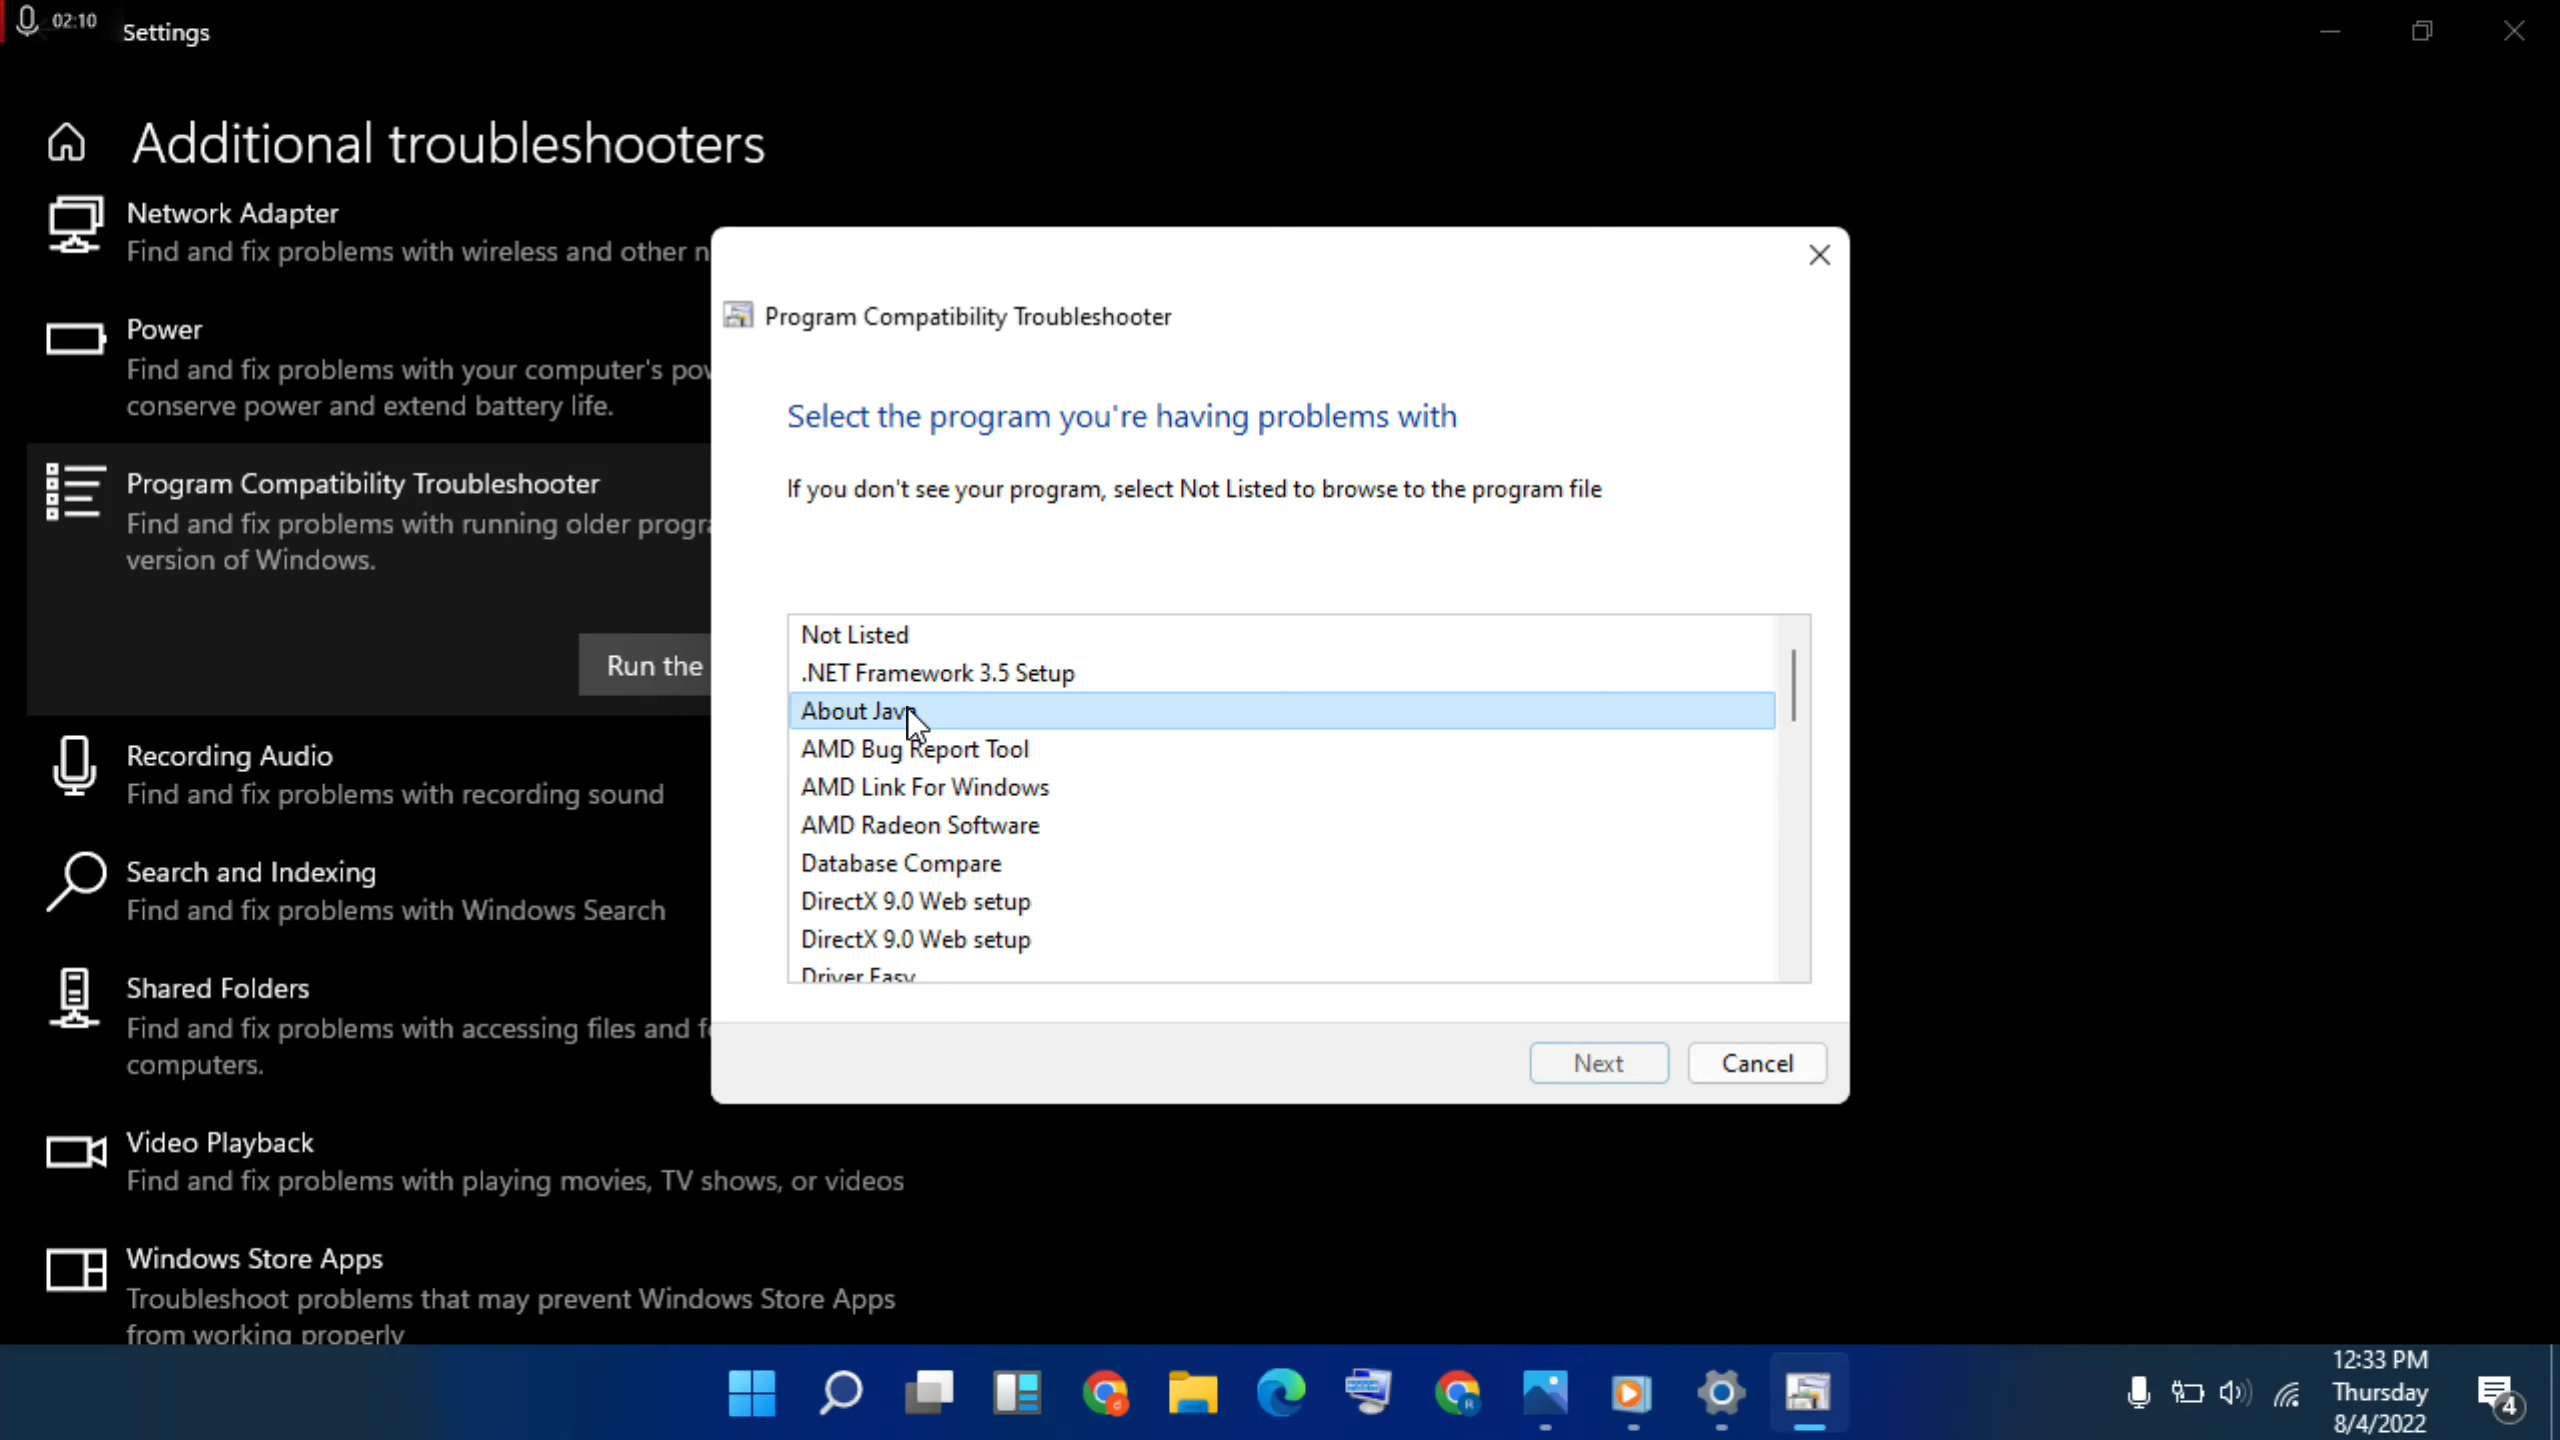 02:10
Settings
Additional troubleshooters
Network Adapter
Find and fix problems with wireless and other n
Power
Find and fix problems with your computer's pow
conserve power and extend battery life.
Program Compatibility Troubleshooter
Find and fix problems with running older progra
version of Windows.
Run the
Recording Audio
Find and fix problems with recording sound
Search and Indexing
Find and fix problems with Windows Search
Shared Folders
Find and fix problems with accessing files and fo
computers.
Video Playback
Find and fix problems with playing movies, TV shows, or videos
Windows Store Apps
Troubleshoot problems that may prevent Windows Store Apps
from working properly
Program Compatibility Troubleshooter
Select the program you're having problems with
If you don't see your program, select Not Listed to browse to the program file
Not Listed
.NET Framework 3.5 Setup
About Java
AMD Bug Report Tool
AMD Link For Windows
AMD Radeon Software
Database Compare
DirectX 9.0 Web setup
DirectX 9.0 Web setup
Driver Easy
Next
Cancel
12:33 PM
Thursday
8/4/2022
4